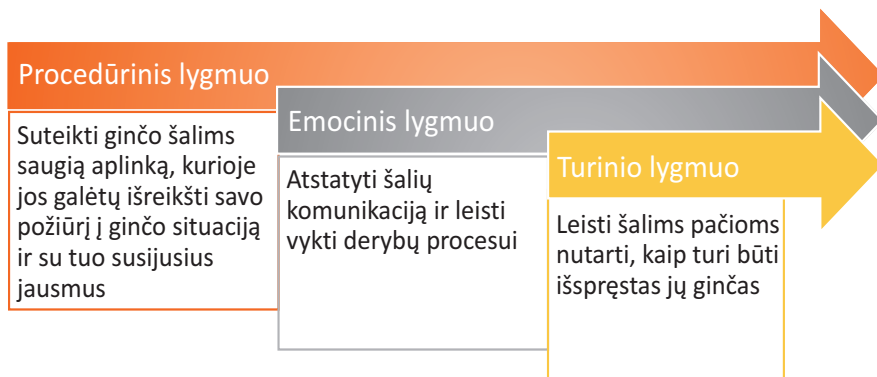 Procedūrinis lygmuo
Suteikti ginčo šalims
saugią aplinką, kurioje
jos galėtų išreikšti savo
požiūrį į ginčo situaciją
ir su tuo susijusius
jausmus
Emocinis lygmuo
Atstatyti šalių
komunikaciją ir leisti
vykti derybų procesui
Turinio lygmuo
Leisti šalims pačioms
nutarti, kaip turi būti
išspręstas jų ginčas